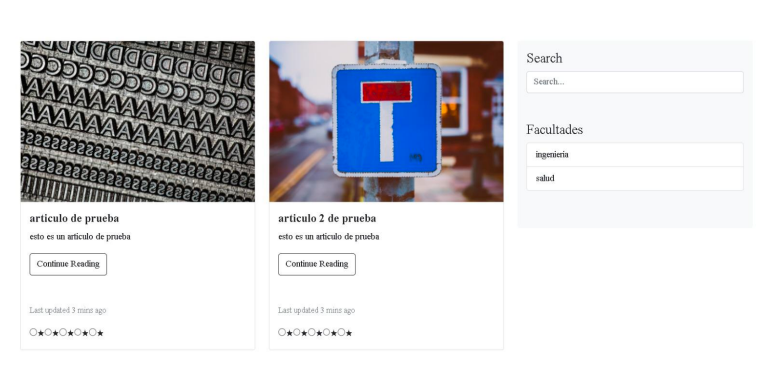 articulo de prueba
esto es un articulo de prueba
Continue Reading
Last updated 3 mins ago
○★○★○★○★○★
articulo 2 de prueba
esto es un articulo de prueba
Continue Reading
Last updated 3 mins ago
○★○★○★○★○★
Search
Search...
Facultades
ingenieria
salud